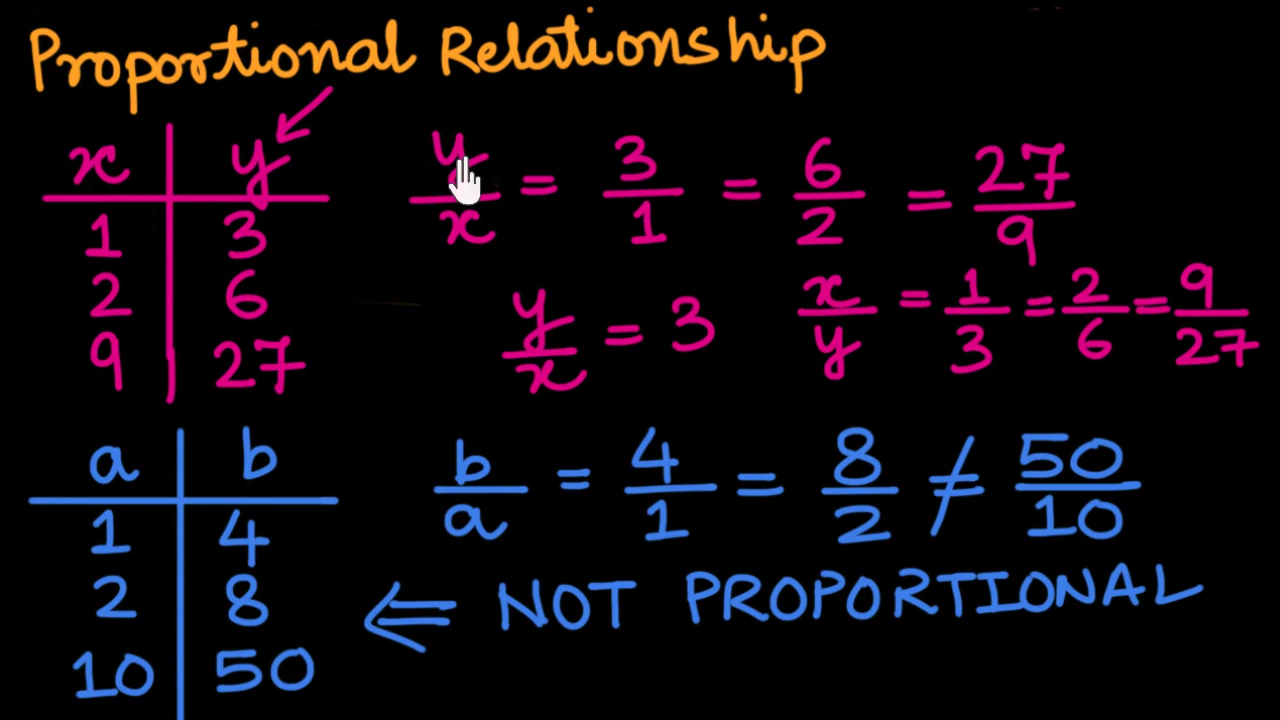 Proportional Relationship
x y
1 3
2 6
9 27
y/x = 3/1 = 6/2 = 27/9
y/x = 3
x/y = 1/3 = 2/6 = 9/27
a b
1 4
2 8
10 50
b/a = 4/1 = 8/2 ≠ 50/10
⇐ NOT PROPORTIONAL